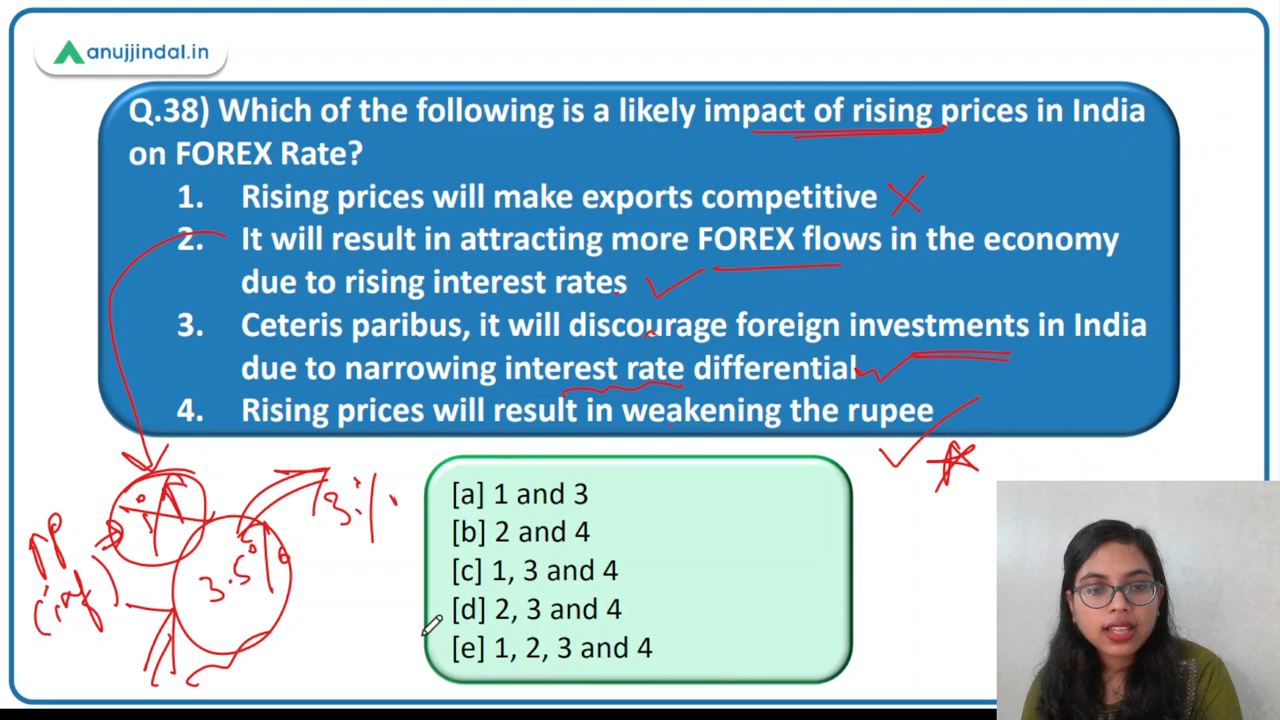 anujjindal.in
Q.38) Which of the following is a likely impact of rising prices in India
on FOREX Rate?
1. Rising prices will make exports competitive
2. It will result in attracting more FOREX flows in the economy
due to rising interest rates
3. Ceteris paribus, it will discourage foreign investments in India
due to narrowing interest rate differential
4. Rising prices will result in weakening the rupee
[a] 1 and 3
[b] 2 and 4
[c] 1, 3 and 4
[d] 2, 3 and 4
[e] 1, 2, 3 and 4
3%
3.5%